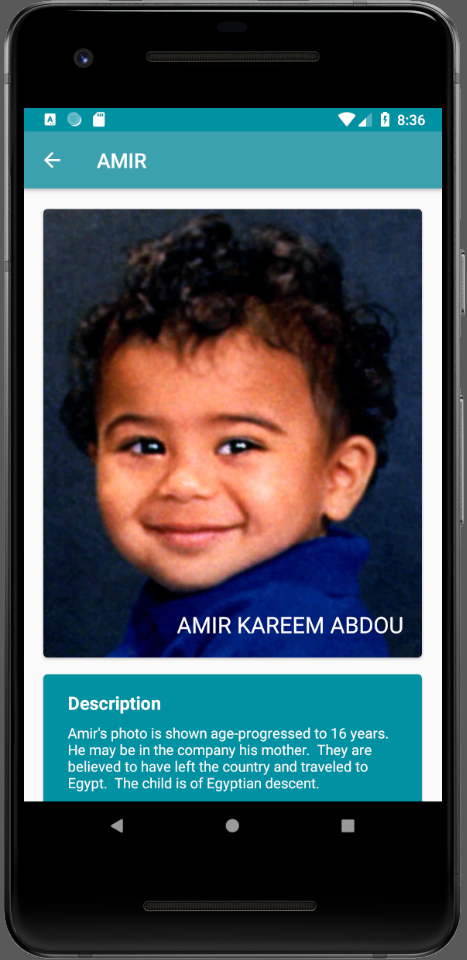 8:36
AMIR
AMIR KAREEM ABDOU
Description
Amir's photo is shown age-progressed to 16 years.
He may be in the company his mother.  They are
believed to have left the country and traveled to
Egypt.  The child is of Egyptian descent.